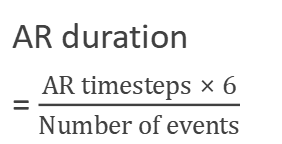 AR duration
= AR timesteps × 6
Number of events